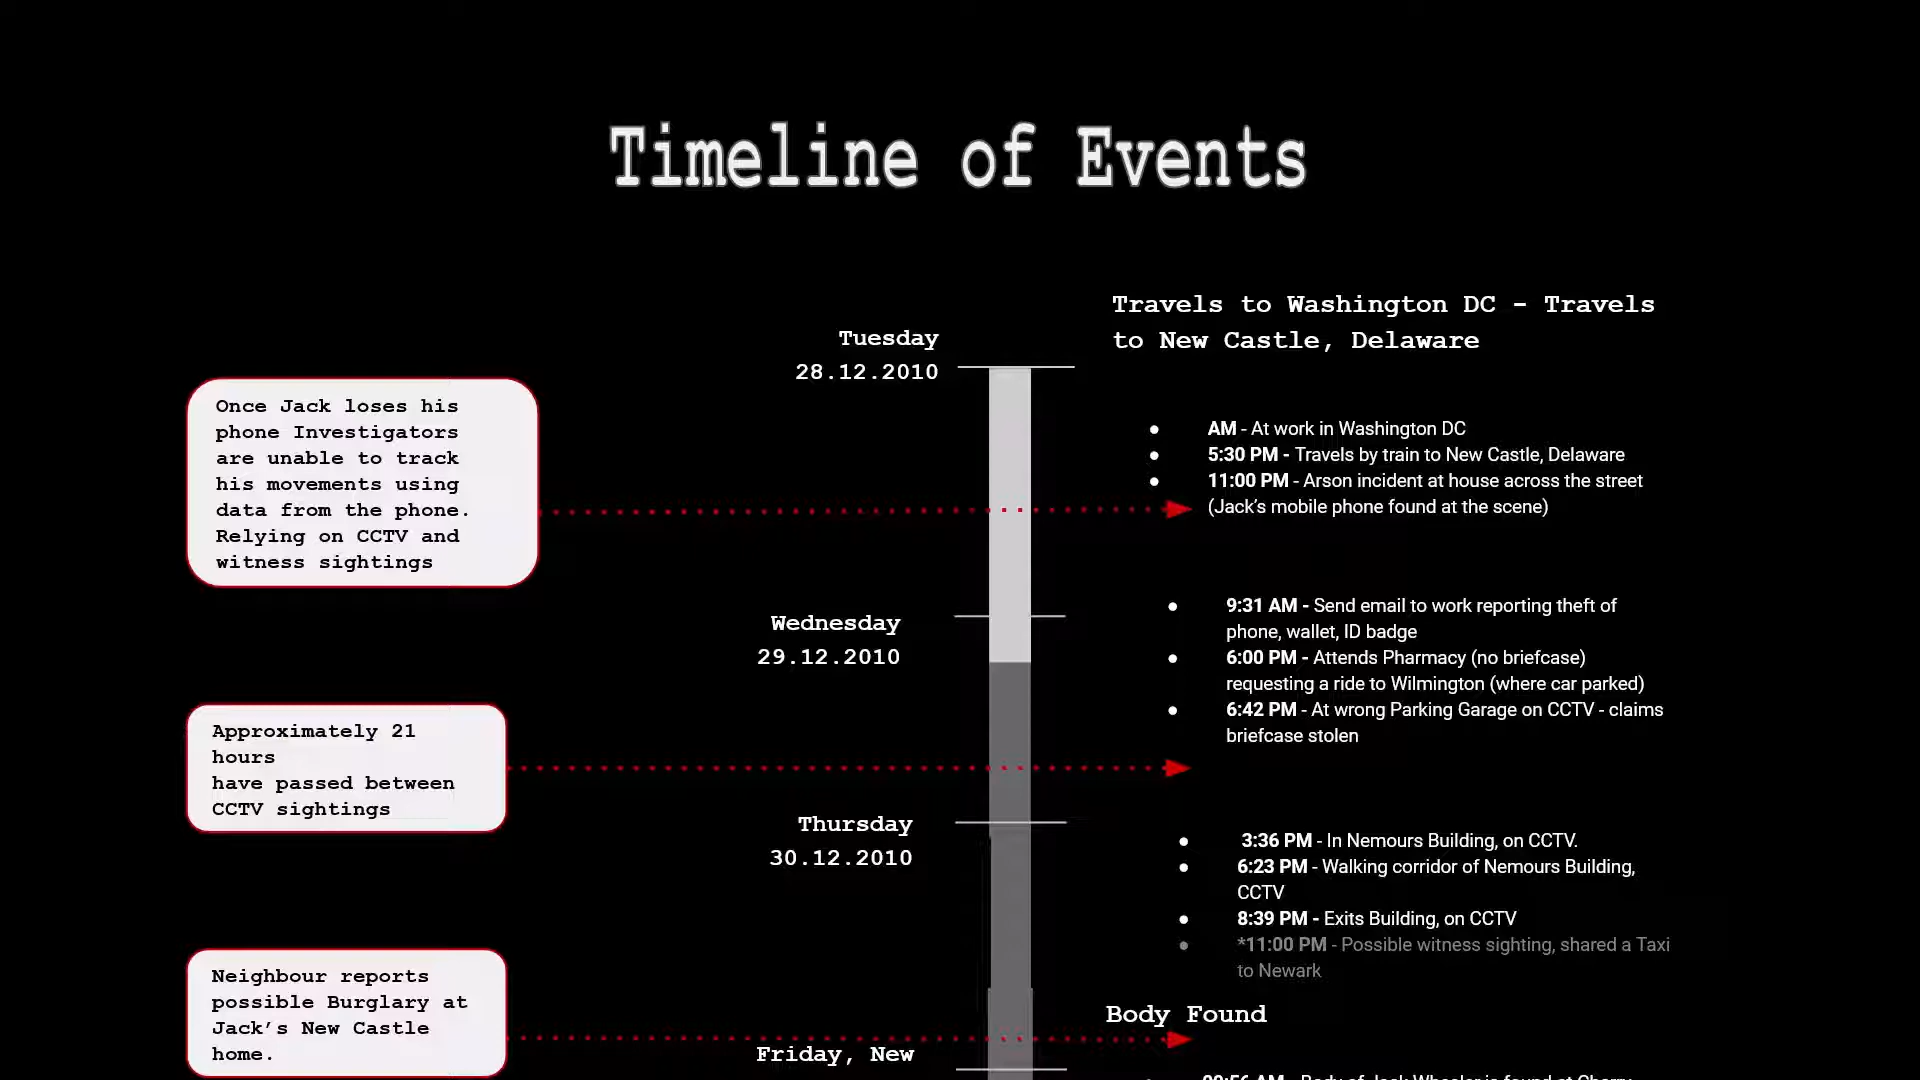 Timeline of Events
Travels to Washington DC - Travels
to New Castle, Delaware
Tuesday
28.12.2010
Once Jack loses his
phone Investigators
are unable to track
his movements using
data from the phone.
Relying on CCTV and
witness sightings
AM - At work in Washington DC
5:30 PM - Travels by train to New Castle, Delaware
11:00 PM - Arson incident at house across the street
(Jack's mobile phone found at the scene)
Wednesday
29.12.2010
9:31 AM - Send email to work reporting theft of
phone, wallet, ID badge
6:00 PM - Attends Pharmacy (no briefcase)
requesting a ride to Wilmington (where car parked)
6:42 PM - At wrong Parking Garage on CCTV - claims
briefcase stolen
Approximately 21
hours
have passed between
CCTV sightings
Thursday
30.12.2010
3:36 PM - In Nemours Building, on CCTV.
6:23 PM - Walking corridor of Nemours Building,
CCTV
8:39 PM - Exits Building, on CCTV
*11:00 PM - Possible witness sighting, shared a Taxi
to Newark
Neighbour reports
possible Burglary at
Jack’s New Castle
home.
Body Found
Friday, New
AM - Body of Jack Wheeler is found at Cherry